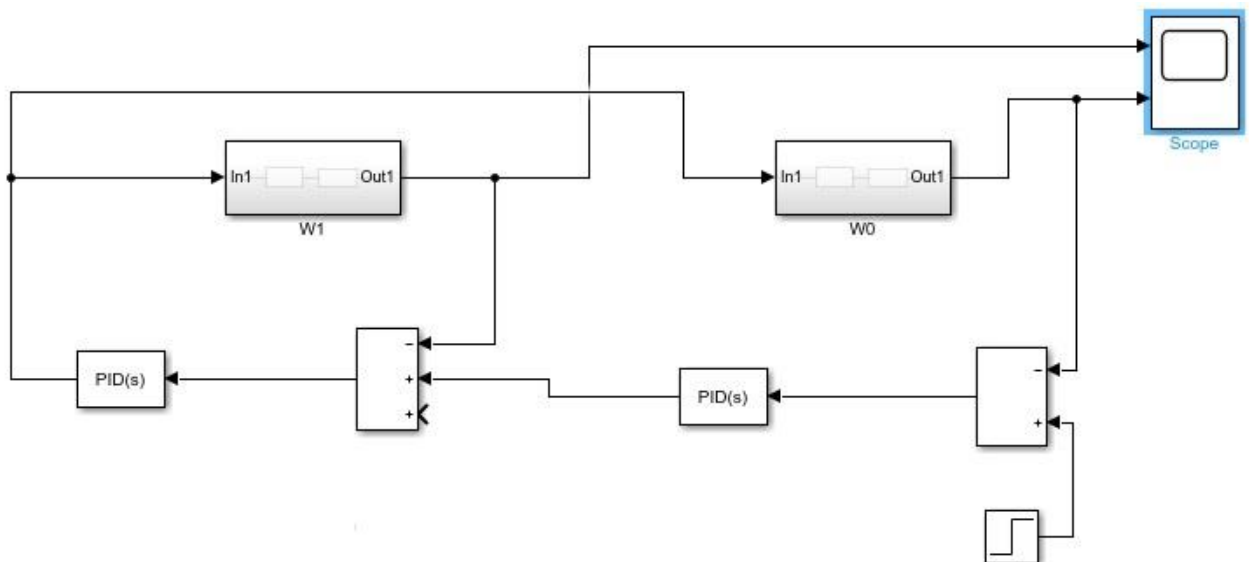 Scope
In1 Out1
W1
In1 Out1
W0
PID(s)
−
+
+
PID(s)
−
+